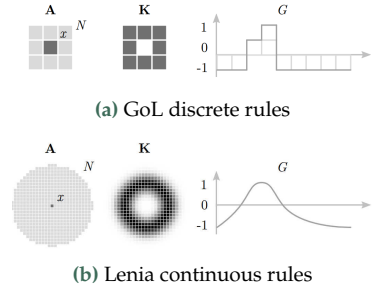 A
K
G
N
x
1
0
-1
(a) GoL discrete rules
A
K
G
N
x
1
0
-1
(b) Lenia continuous rules